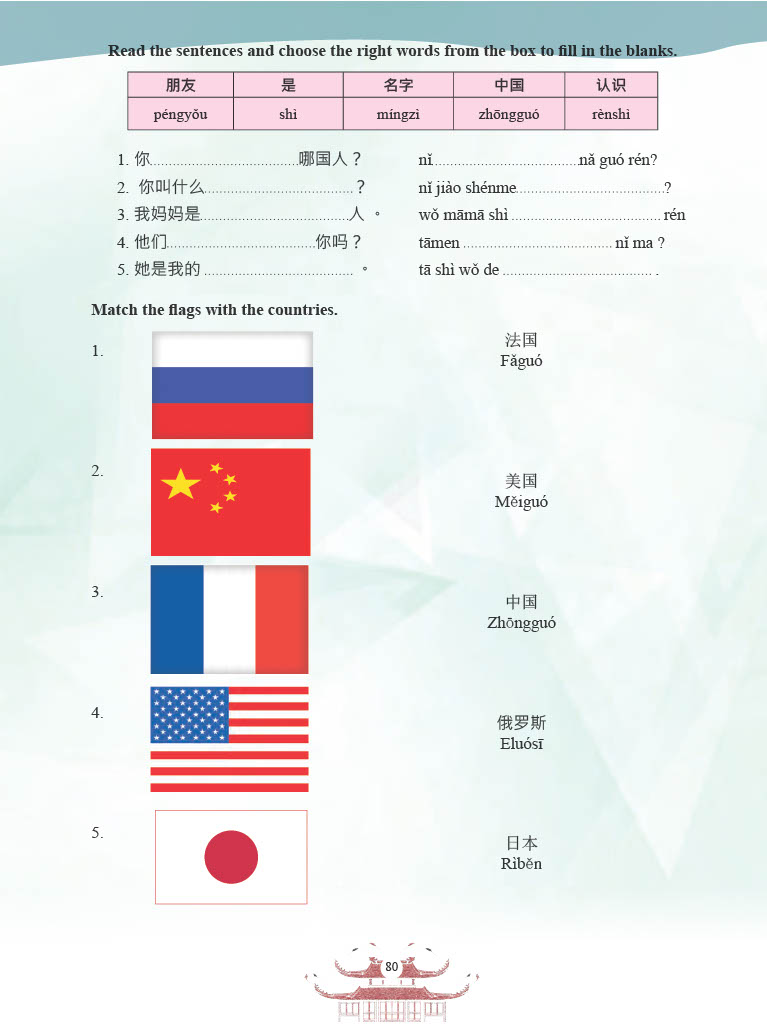 Read the sentences and choose the right words from the box to fill in the blanks.
朋友 是 名字 中国 认识
péngyǒu shì míngzì zhōngguó rènshì
1. 你.....................................哪国人？ nǐ.....................................nǎ guó rén?
2. 你叫什么.....................................？ nǐ jiào shénme.....................................?
3. 我妈妈是.....................................人 。 wǒ māmā shì ..................................... rén
4. 他们.....................................你吗？ tāmen ..................................... nǐ ma ?
5. 她是我的 ..................................... 。 tā shì wǒ de ..................................... .
Match the flags with the countries.
1. 法国
Fǎguó
2. 美国
Měiguó
3. 中国
Zhōngguó
4. 俄罗斯
Eluósī
5. 日本
Rìběn
80